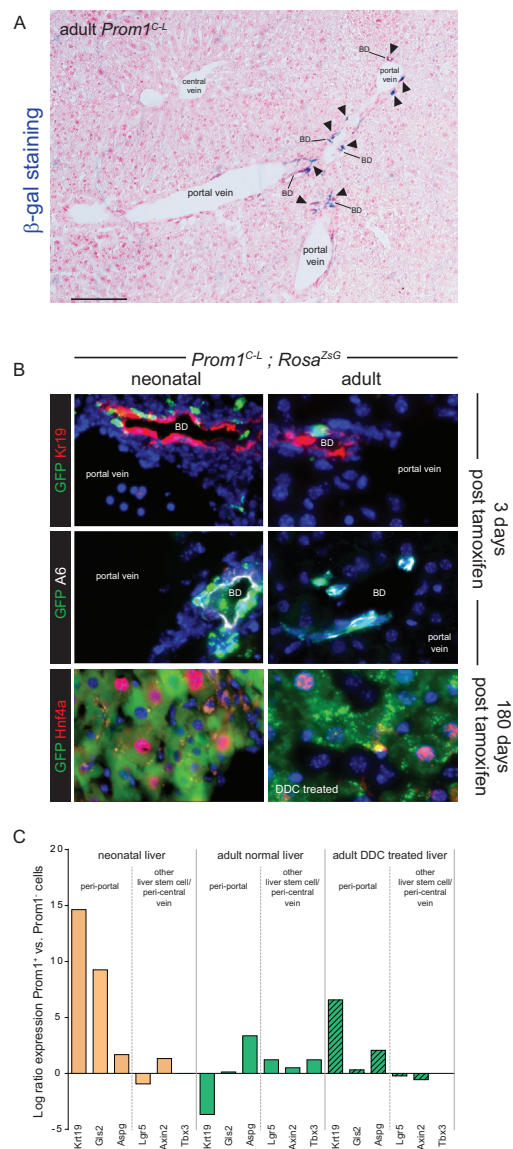 A
adult Prom1^C-L
β-gal staining
central
vein
portal vein
BD
portal
vein
BD
BD
BD
BD
portal
vein
B
Prom1^C-L ; Rosa^ZsG
neonatal
adult
GFP Kr19
BD
portal vein
BD
portal vein
3 days
post tamoxifen
GFP A6
portal vein
BD
BD
portal
vein
GFP Hnf4a
DDC treated
180 days
post tamoxifen
C
neonatal liver
adult normal liver
adult DDC treated liver
peri-portal
other
liver stem cell/
peri-central
vein
peri-portal
other
liver stem cell/
peri-central
vein
peri-portal
other
liver stem cell/
peri-central
vein
Log ratio expression Prom1⁺ vs. Prom1⁻ cells
20
15
10
5
0
-5
Krt19
Gls2
Aspg
Lgr5
Axin2
Tbx3
Krt19
Gls2
Aspg
Lgr5
Axin2
Tbx3
Krt19
Gls2
Aspg
Lgr5
Axin2
Tbx3